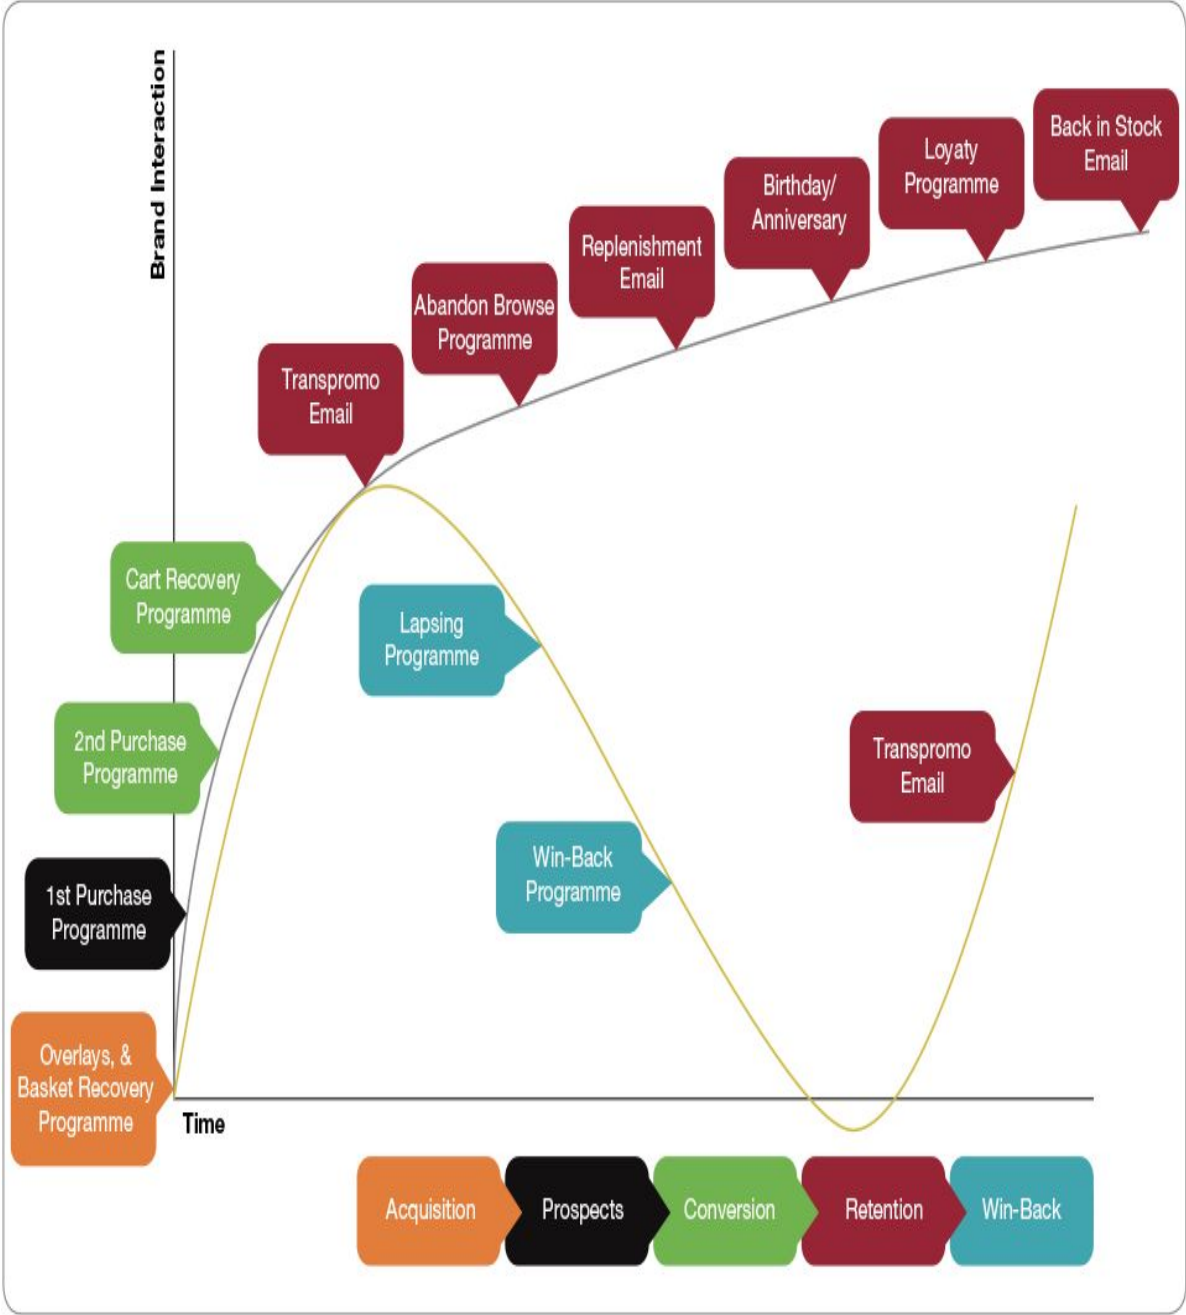 Brand Interaction
Back in Stock
Email
Loyaty
Programme
Birthday/
Anniversary
Replenishment
Email
Abandon Browse
Programme
Transpromo
Email
Cart Recovery
Programme
Lapsing
Programme
2nd Purchase
Programme
Transpromo
Email
Win-Back
Programme
1st Purchase
Programme
Overlays, &
Basket Recovery
Programme
Time
Acquisition
Prospects
Conversion
Retention
Win-Back